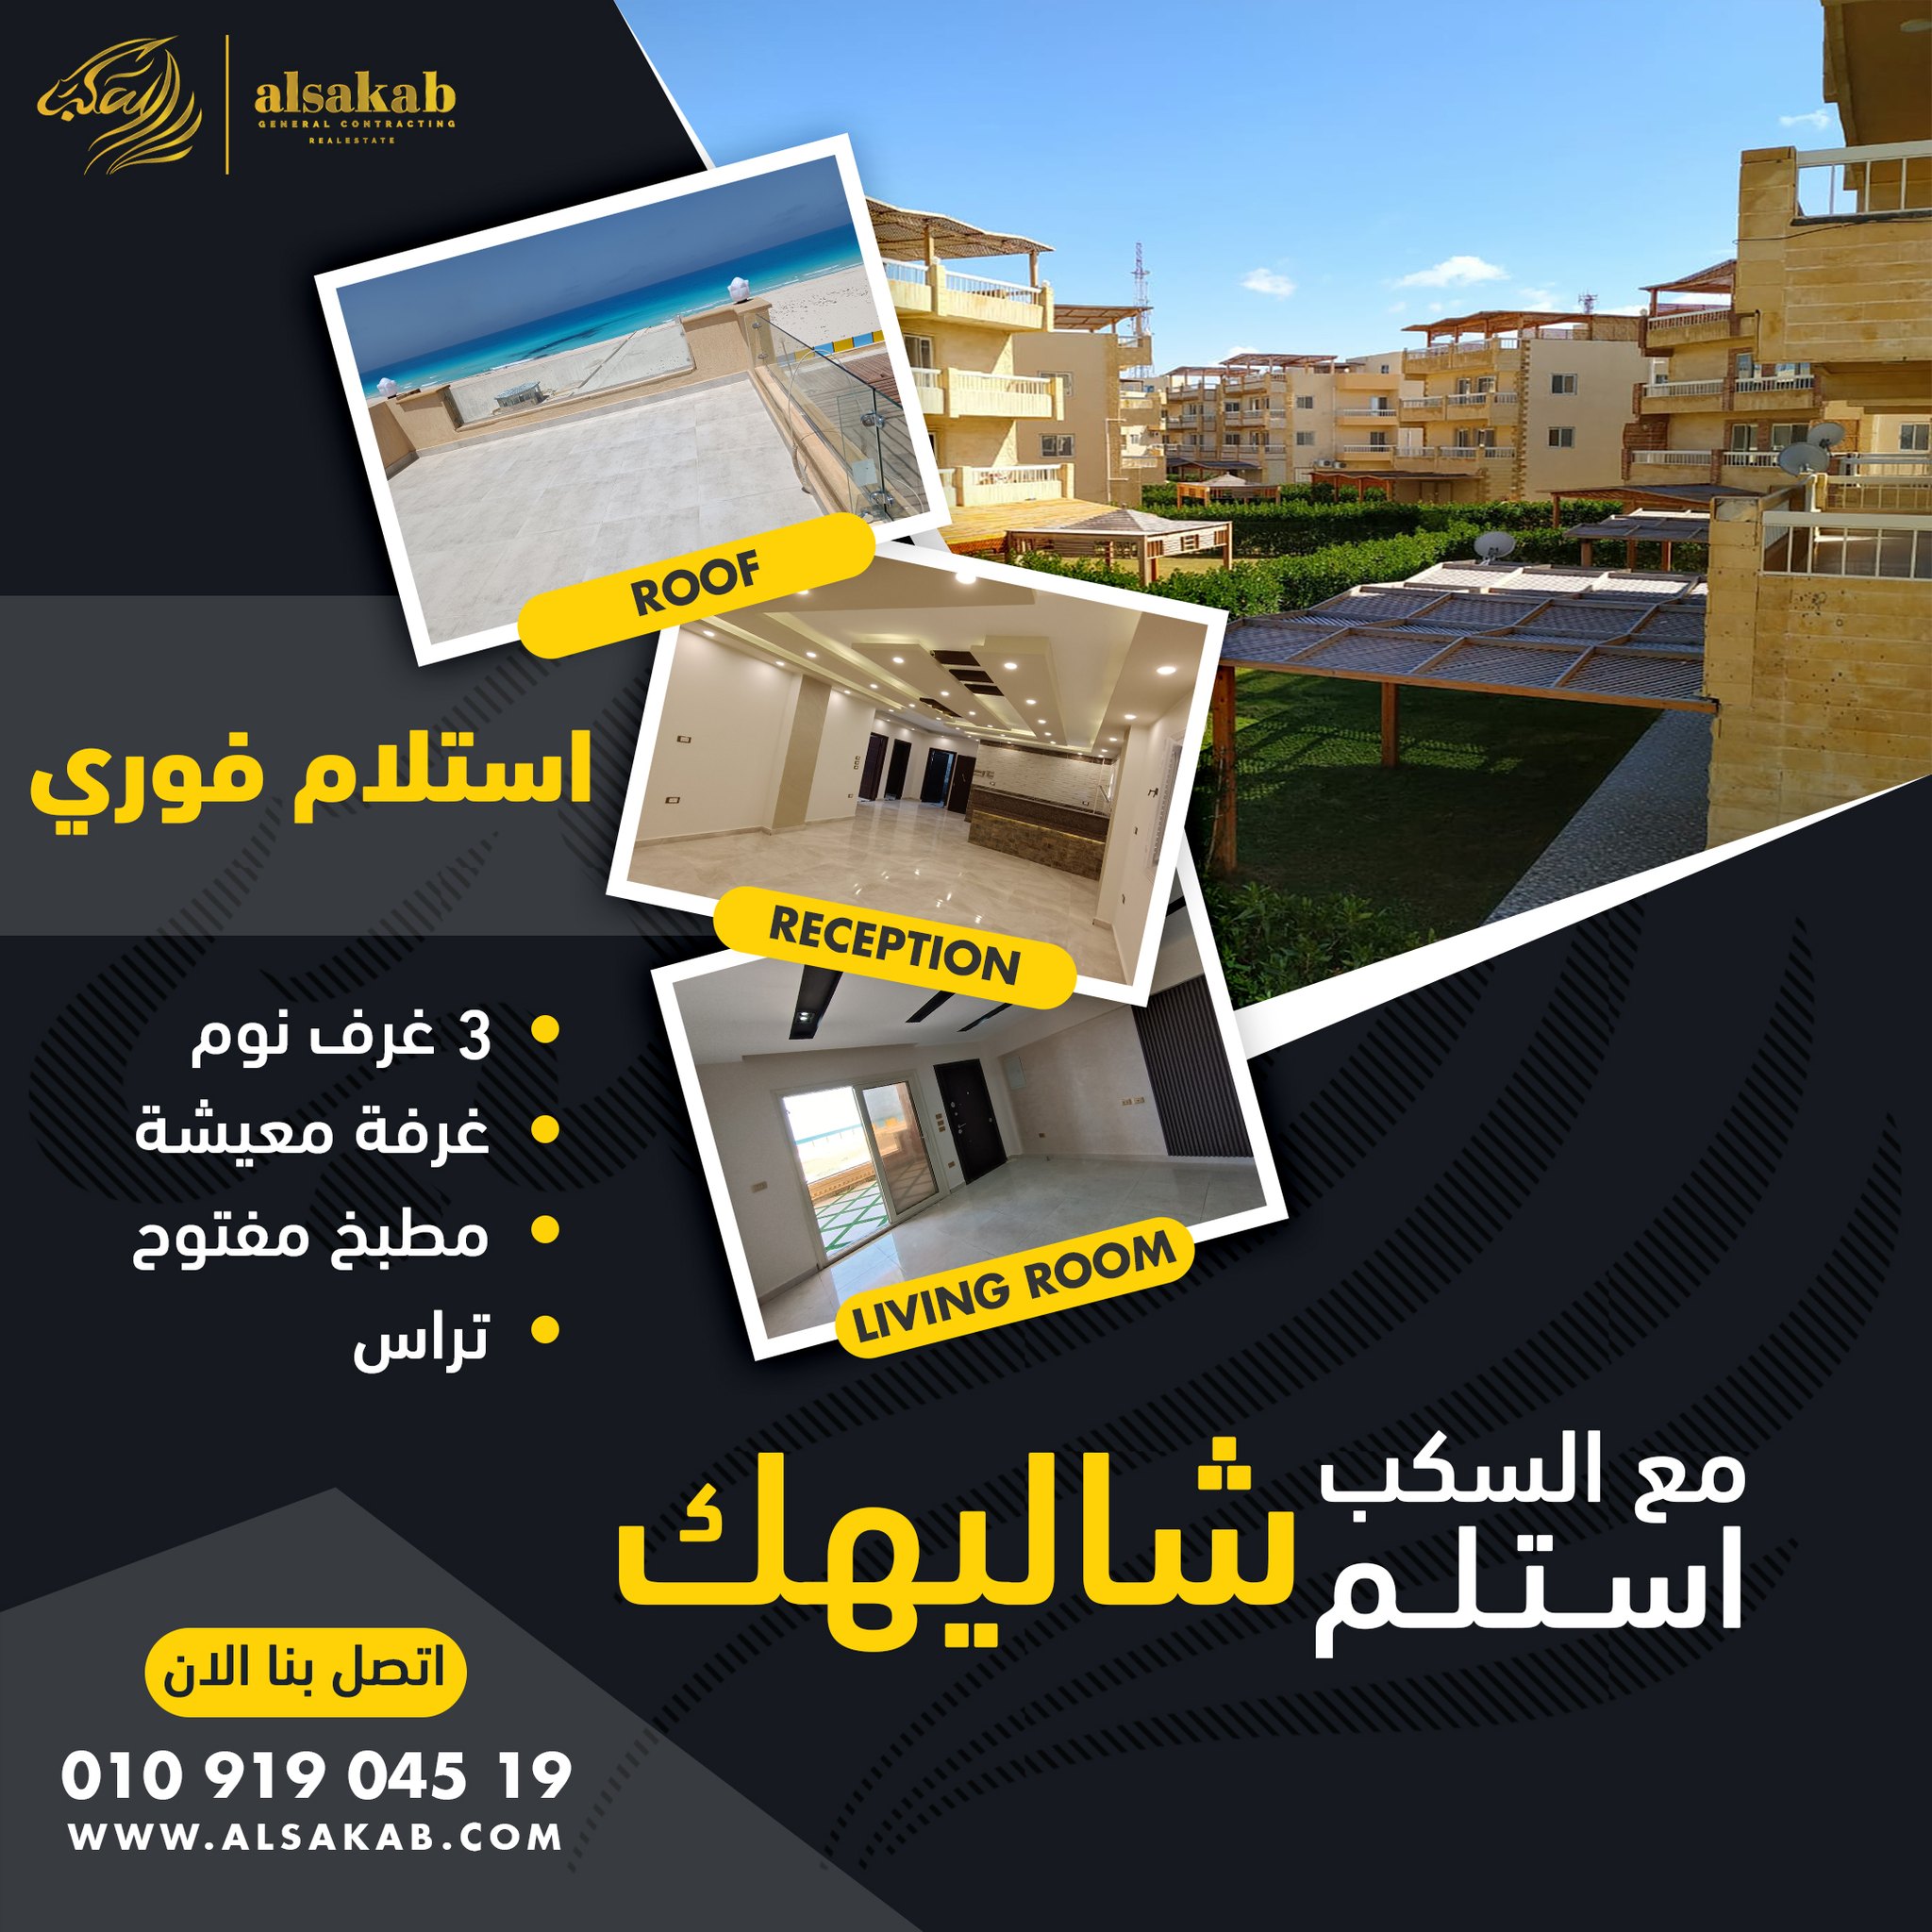 السكب
alsakab
GENERAL CONTRACTING
REALESTATE
ROOF
RECEPTION
LIVING ROOM
استلام فوري
3 غرف نوم
غرفة معيشة
مطبخ مفتوح
تراس
مع السكب
استلم
شاليهك
اتصل بنا الان
010 919 045 19
WWW.ALSAKAB.COM